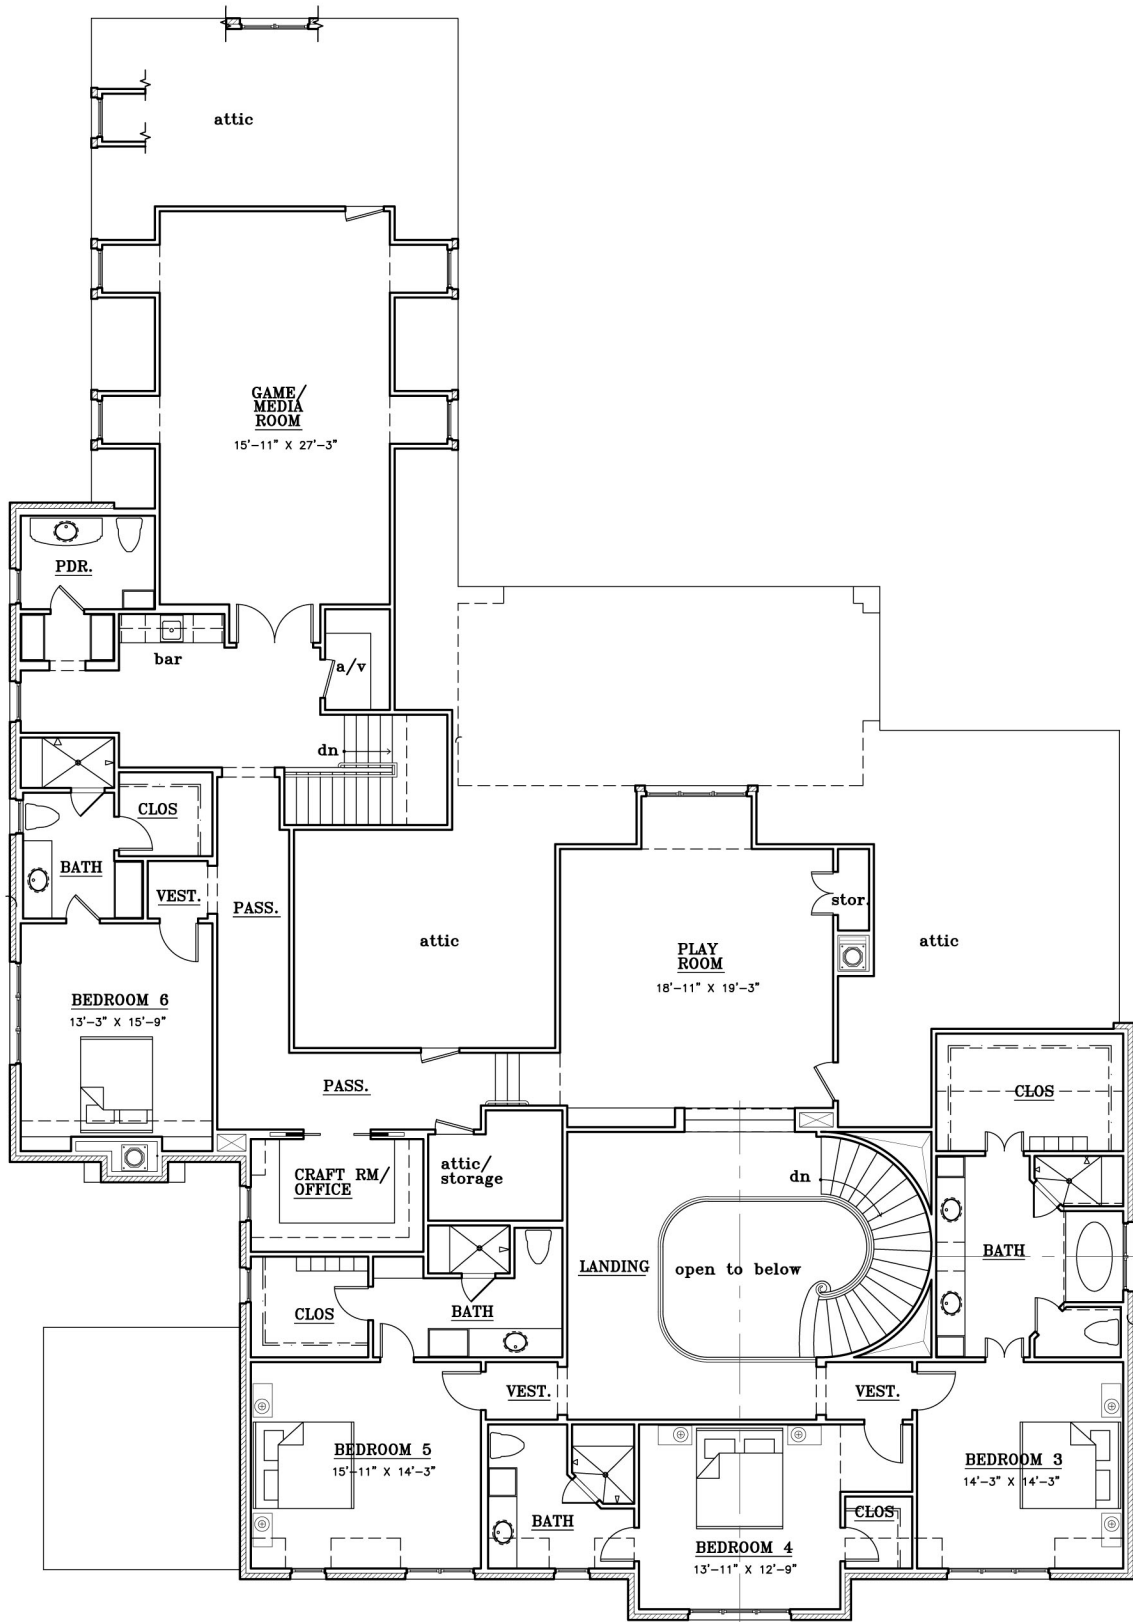 attic
GAME/
MEDIA
ROOM
15'-11" X 27'-3"
PDR.
bar
a/v
dn
CLOS
BATH
VEST.
PASS.
attic
PLAY
ROOM
18'-11" X 19'-3"
stor.
attic
BEDROOM 6
13'-3" X 15'-9"
PASS.
CLOS
CRAFT RM/
OFFICE
attic/
storage
dn
LANDING
open to below
BATH
CLOS
BATH
VEST.
VEST.
BEDROOM 5
15'-11" X 14'-3"
BEDROOM 3
14'-3" X 14'-3"
BATH
CLOS
BEDROOM 4
13'-11" X 12'-9"